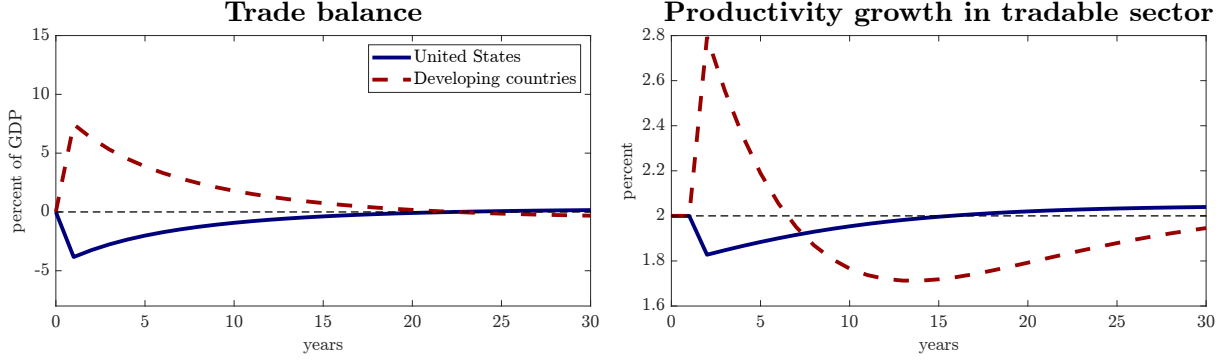 Trade balance
15
10
5
0
-5
percent of GDP
United States
Developing countries
0 5 10 15 20 25 30
years
Productivity growth in tradable sector
2.8
2.6
2.4
2.2
2
1.8
1.6
percent
0 5 10 15 20 25 30
years